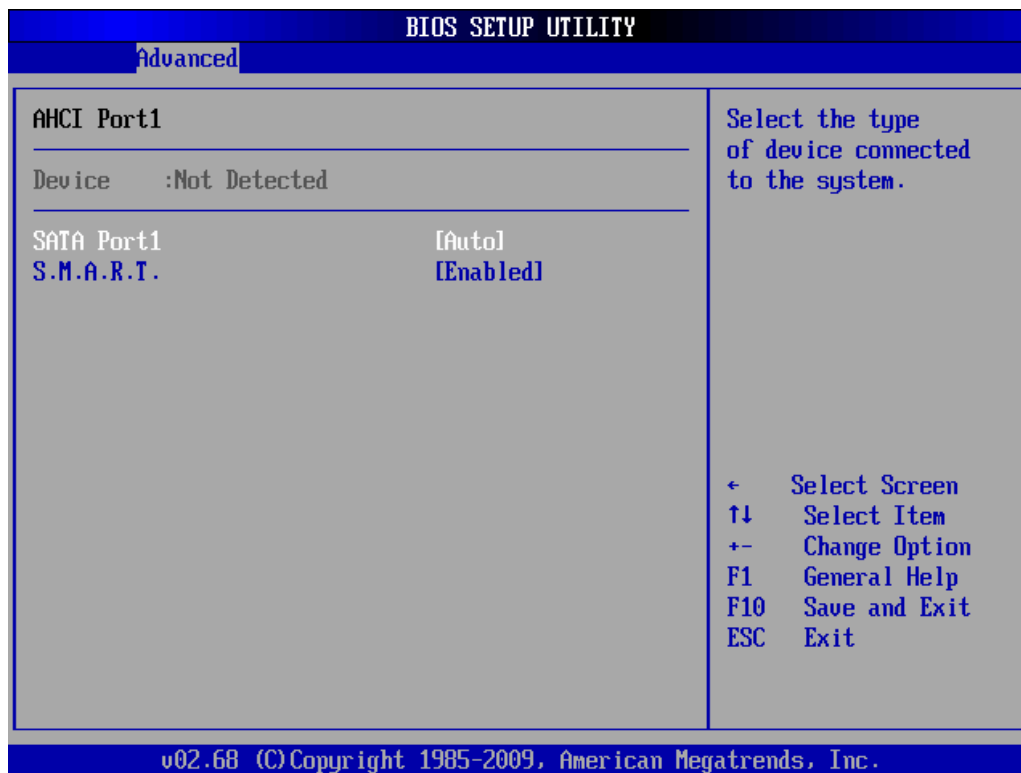 BIOS SETUP UTILITY
Advanced
AHCI Port1
Device :Not Detected
SATA Port1 [Auto]
S.M.A.R.T. [Enabled]
Select the type
of device connected
to the system.
← Select Screen
↑↓ Select Item
+- Change Option
F1 General Help
F10 Save and Exit
ESC Exit
v02.68 (C)Copyright 1985-2009, American Megatrends, Inc.